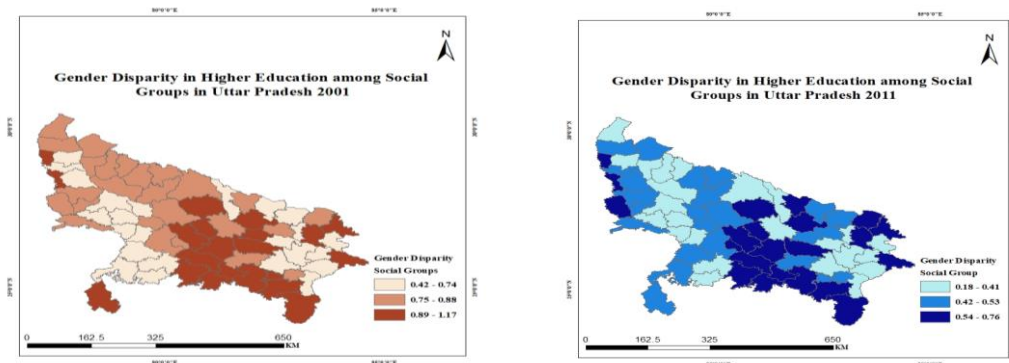 N
Gender Disparity in Higher Education among Social
Groups in Uttar Pradesh 2001
Gender Disparity
Social Groups
0.42 - 0.74
0.75 - 0.88
0.89 - 1.17
0 162.5 325 650
KM
N
Gender Disparity in Higher Education among Social
Groups in Uttar Pradesh 2011
Gender Disparity
Social Group
0.18 - 0.41
0.42 - 0.53
0.54 - 0.76
0 162.5 325 650
KM